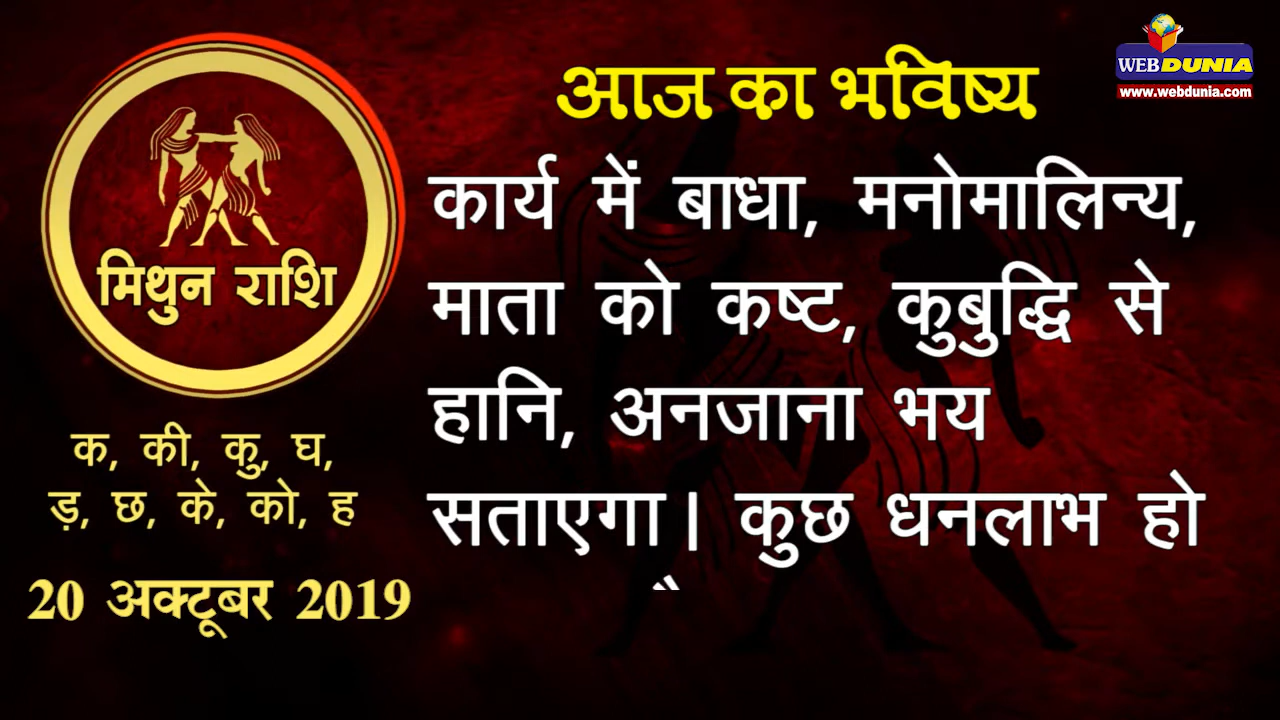 WEBDUNIA
www.webdunia.com
आज का भविष्य
कार्य में बाधा, मनोमालिन्य,
माता को कष्ट, कुबुद्धि से
हानि, अनजाना भय
सताएगा। कुछ धनलाभ हो
मिथुन राशि
क, की, कु, घ,
ड़, छ, के, को, ह
20 अक्टूबर 2019